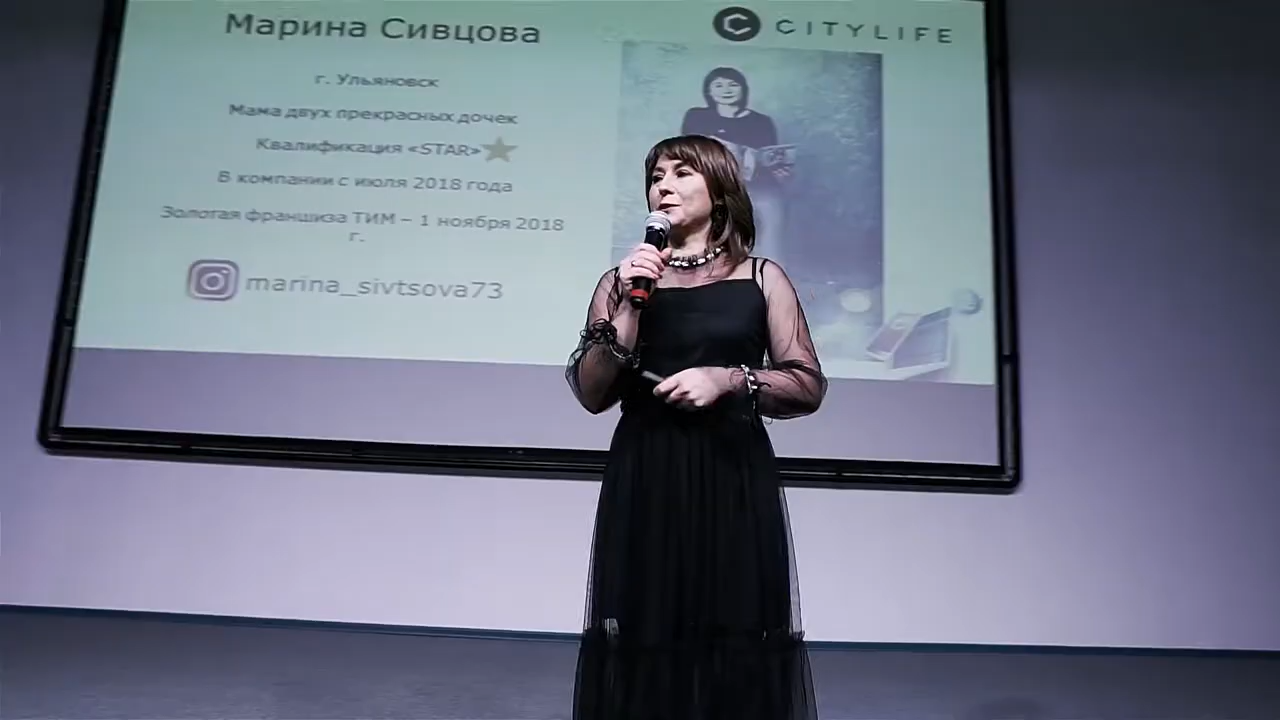 Марина Сивцова
CITYLIFE
г. Ульяновск
Мама двух прекрасных дочек
Квалификация «STAR»
В компании с июля 2018 года
Золотая франшиза ТИМ – 1 ноября 2018
г.
marina_sivtsova73